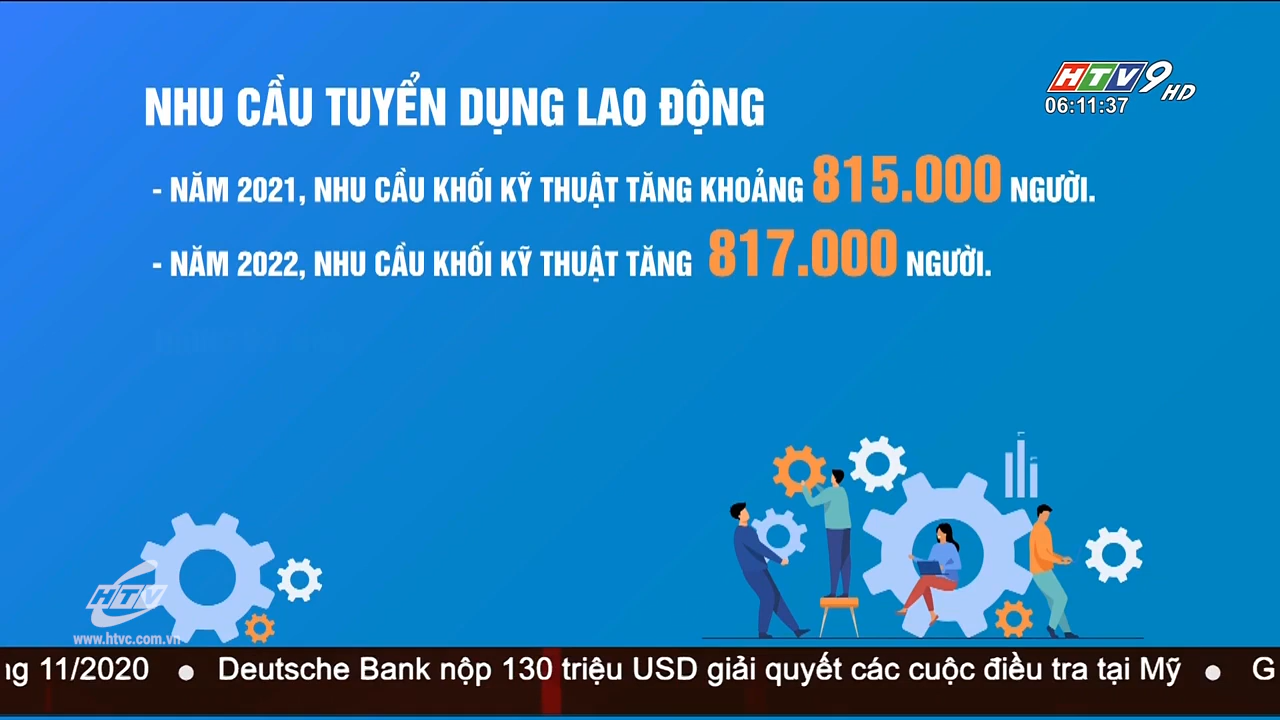 HTV9 HD
06:11:37
NHU CẦU TUYỂN DỤNG LAO ĐỘNG
- NĂM 2021, NHU CẦU KHỐI KỸ THUẬT TĂNG KHOẢNG 815.000 NGƯỜI.
- NĂM 2022, NHU CẦU KHỐI KỸ THUẬT TĂNG 817.000 NGƯỜI.
HTV
www.htvc.com.vn
ng 11/2020 • Deutsche Bank nộp 130 triệu USD giải quyết các cuộc điều tra tại Mỹ • G